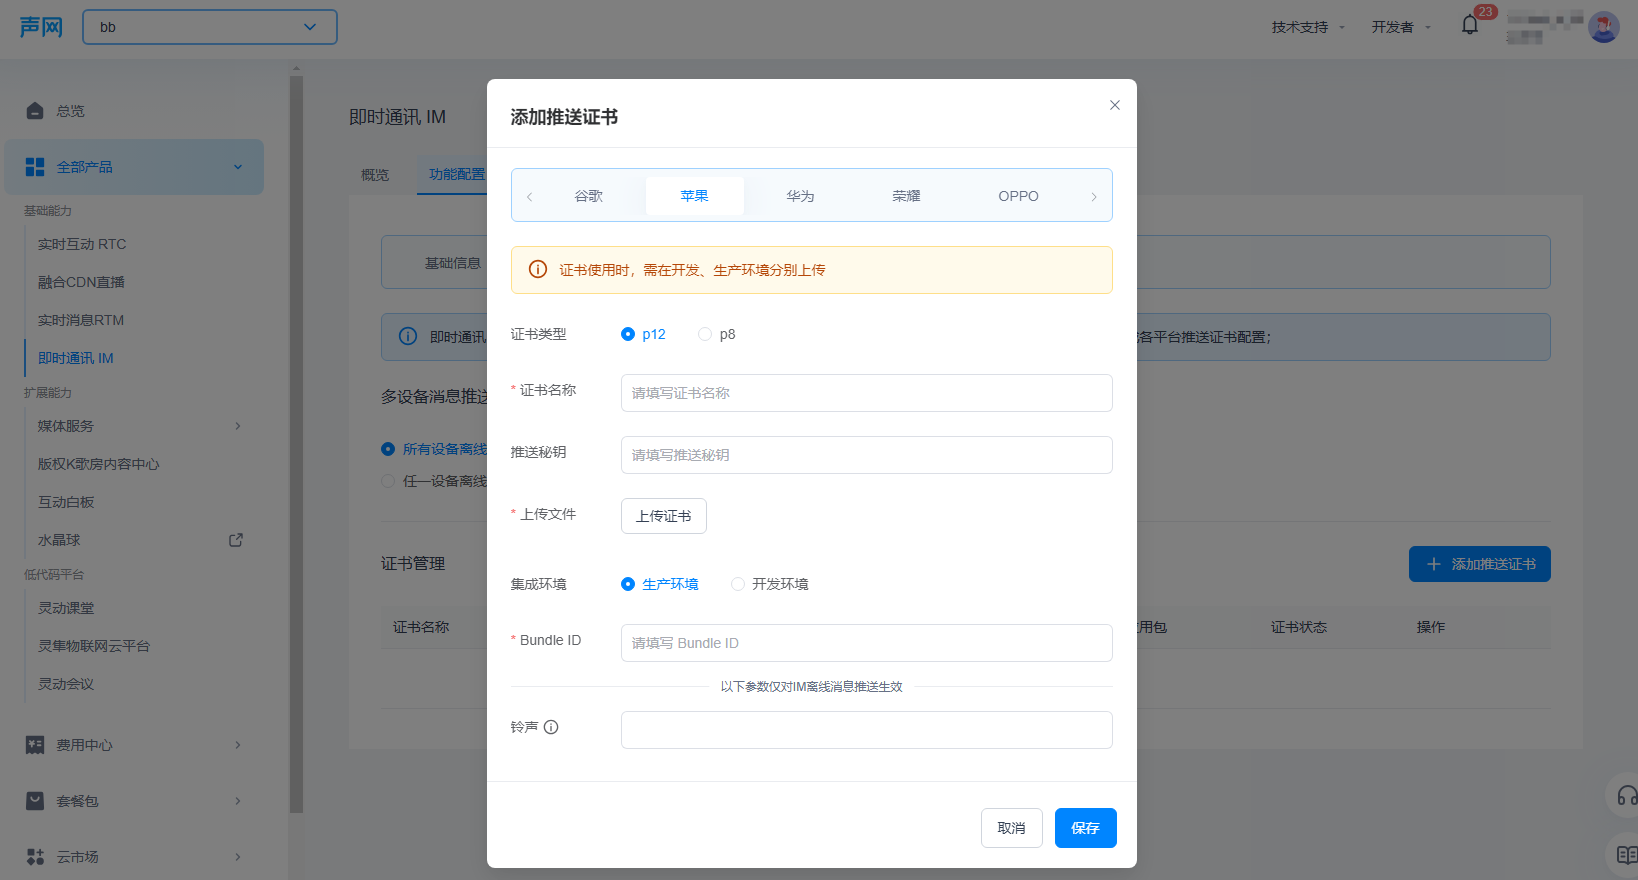 声网
bb
技术支持
开发者
23
总览
全部产品
基础能力
实时互动 RTC
融合CDN直播
实时消息RTM
即时通讯 IM
扩展能力
媒体服务
版权K歌房内容中心
互动白板
水晶球
低代码平台
灵动课堂
灵隼物联网云平台
灵动会议
费用中心
套餐包
云市场
即时通讯 IM
概览
功能配置
基础信息
即时通讯
各平台推送证书配置；
多设备消息推送
所有设备离线
任一设备离线
证书管理
添加推送证书
证书名称
用包
证书状态
操作
添加推送证书
谷歌
苹果
华为
荣耀
OPPO
证书使用时，需在开发、生产环境分别上传
证书类型
p12
p8
* 证书名称
请填写证书名称
推送秘钥
请填写推送秘钥
* 上传文件
上传证书
集成环境
生产环境
开发环境
* Bundle ID
请填写 Bundle ID
以下参数仅对IM离线消息推送生效
铃声
取消
保存